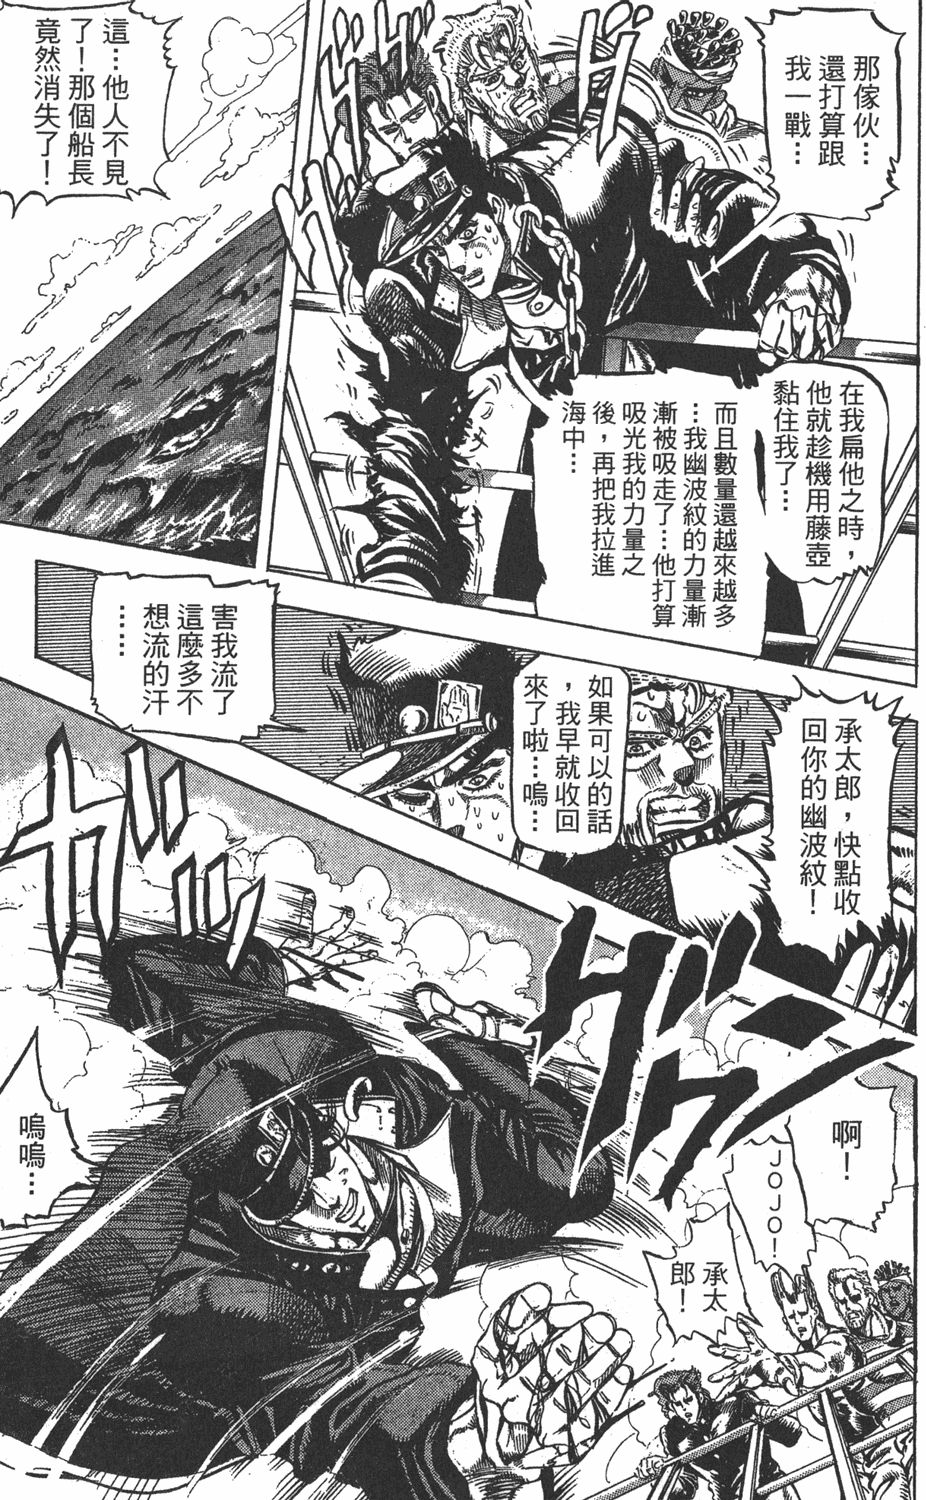 那傢伙…
還打算跟
我一戰…
在我扁他之時，
他就趁機用藤壺
黏住我了…
而且數量還越來越多
…我幽波紋的力量漸
漸被吸走了…他打算
吸光我的力量之
後，再把我拉進
海中…
這…他人不見
了！那個船長
竟然消失了！
承太郎，快點收
回你的幽波紋！
如果可以的話
，我早就收回
來了啦…嗚…
害我流了
這麼多不
想流的汗
……
ガガッ
ググン
啊！
JOJO！
承太
郎！
嗚嗚…